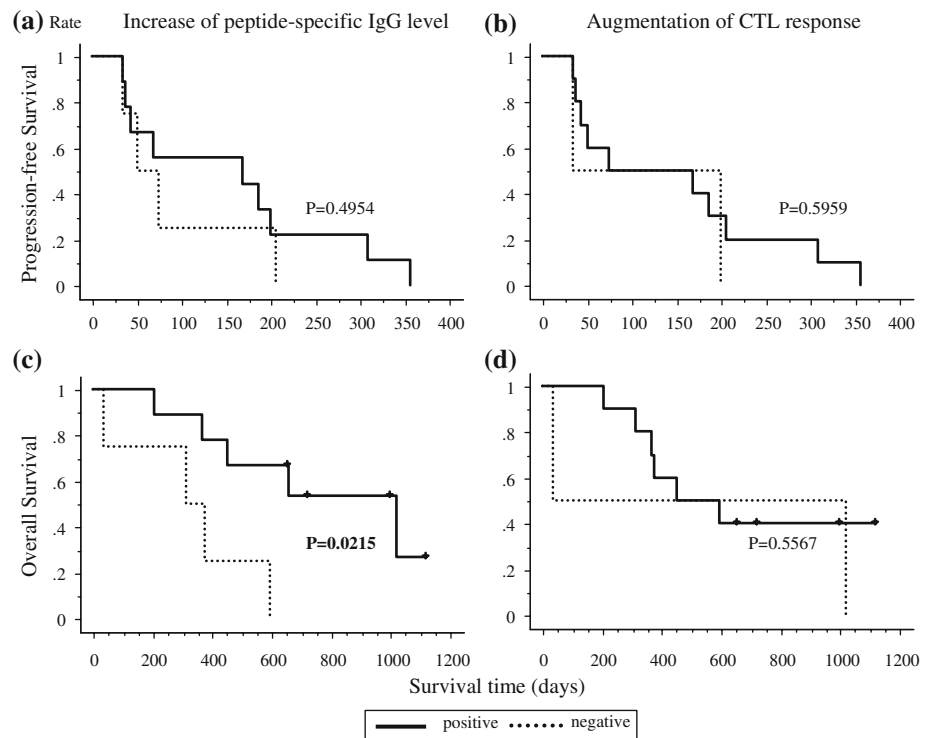 (a) Rate Increase of peptide-specific IgG level
(b) Augmentation of CTL response
Progression-free Survival
1
.8
.6
.4
.2
0
P=0.4954
0 50 100 150 200 250 300 350 400
1
.8
.6
.4
.2
0
P=0.5959
0 50 100 150 200 250 300 350 400
(c)
Overall Survival
1
.8
.6
.4
.2
0
P=0.0215
0 200 400 600 800 1000 1200
(d)
1
.8
.6
.4
.2
0
P=0.5567
0 200 400 600 800 1000 1200
Survival time (days)
positive negative